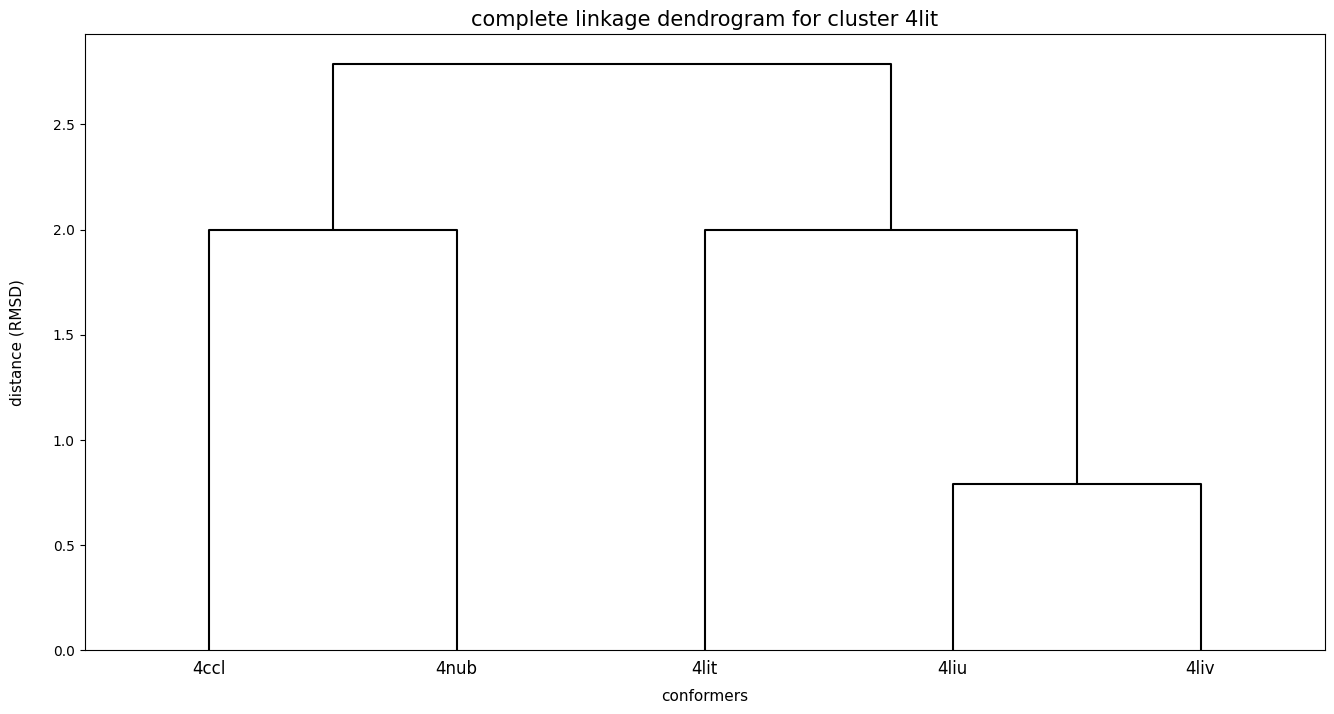 complete linkage dendrogram for cluster 4lit
distance (RMSD)
2.5
2.0
1.5
1.0
0.5
0.0
4ccl 4nub 4lit 4liu 4liv
conformers